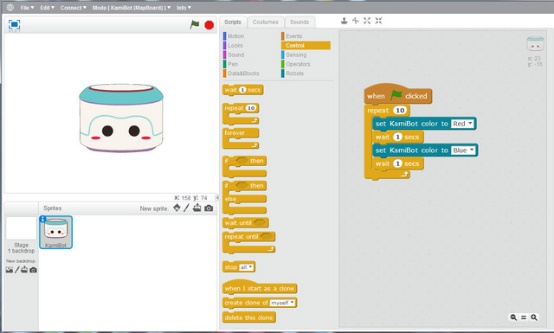 File Edit Connect Mode ( KamiBot (MapBoard) ) Info
Scripts Costumes Sounds
Motion Events
Looks Control
Sound Sensing
Pen Operators
Data&Blocks Robots
wait 1 secs
repeat 10
forever
if then
if then
else
wait until
repeat until
stop all
when I start as a clone
create clone of myself
delete this clone
when clicked
repeat 10
set KamiBot color to Red
wait 1 secs
set KamiBot color to Blue
wait 1 secs
X: 158 Y: 74
Sprites New sprite:
Stage
1 backdrop
New backdrop
KamiBot